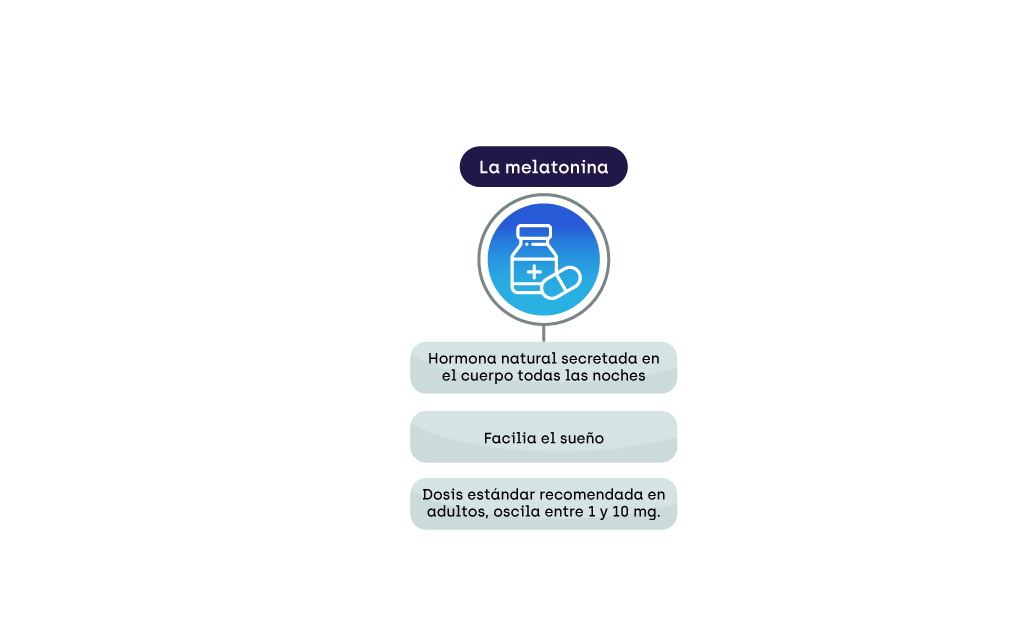 La melatonina
Hormona natural secretada en
el cuerpo todas las noches
Facilia el sueño
Dosis estándar recomendada en
adultos, oscila entre 1 y 10 mg.